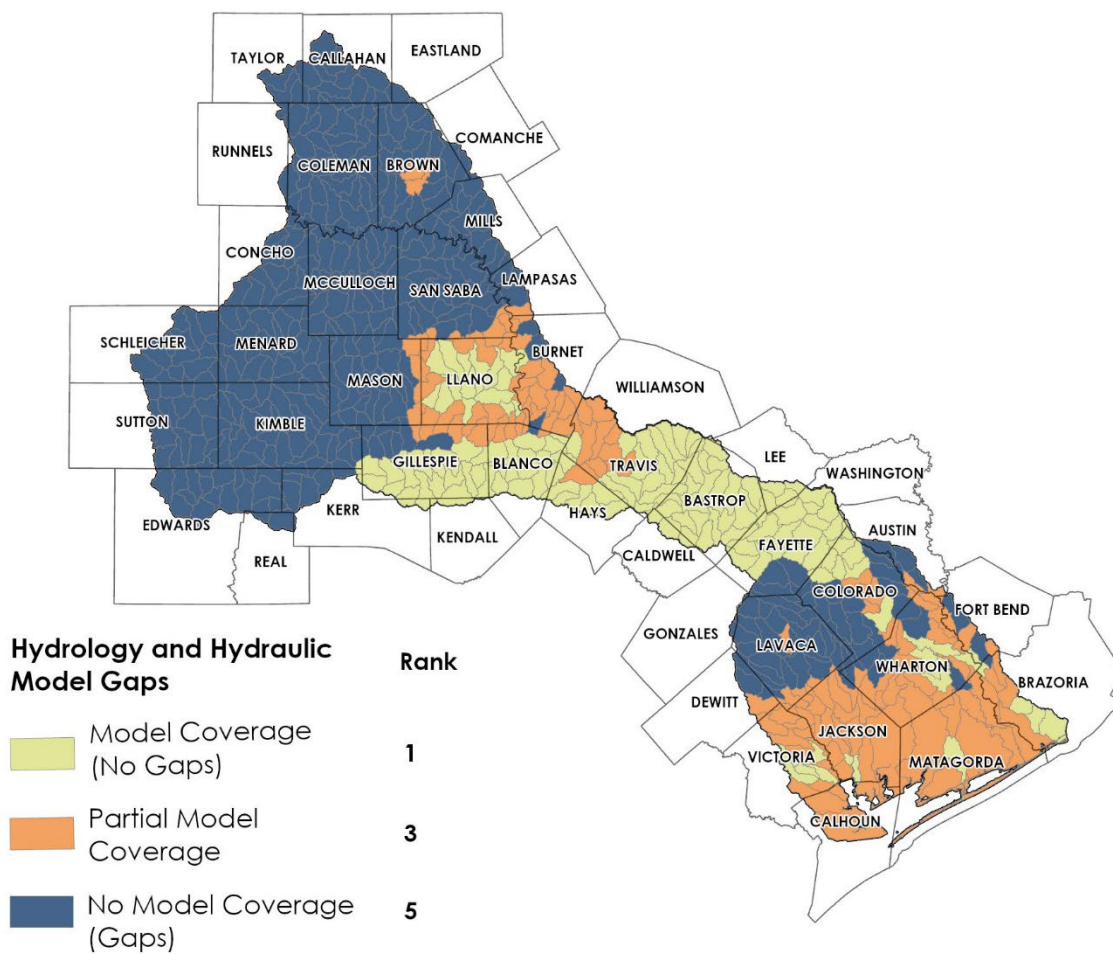 EASTLAND
TAYLOR
CALLAHAN
COMANCHE
RUNNELS
COLEMAN
BROWN
MILLS
CONCHO
LAMPASAS
MCCULLOCH
SAN SABA
SCHLEICHER
MENARD
BURNET
MASON
LLANO
WILLIAMSON
SUTTON
KIMBLE
LEE
GILLESPIE
BLANCO
TRAVIS
WASHINGTON
BASTROP
EDWARDS
KERR
HAYS
AUSTIN
KENDALL
FAYETTE
REAL
CALDWELL
COLORADO
FORT BEND
GONZALES
LAVACA
WHARTON
BRAZORIA
DEWITT
JACKSON
VICTORIA
MATAGORDA
CALHOUN
Hydrology and Hydraulic
Model Gaps
Rank
Model Coverage
(No Gaps)
1
Partial Model
Coverage
3
No Model Coverage
(Gaps)
5